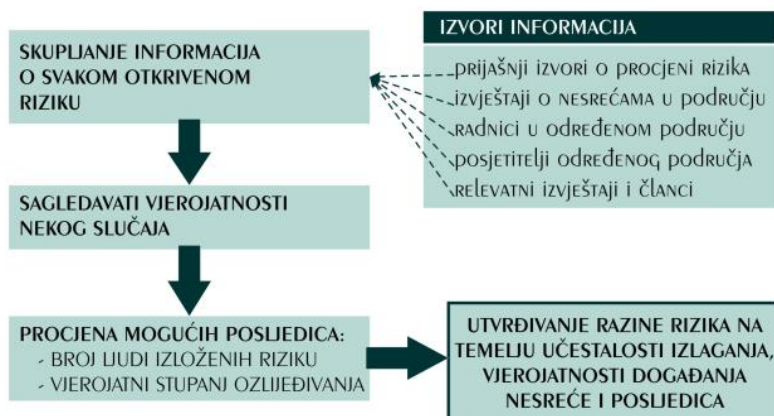 SKUPLJANJE INFORMACIJA
O SVAKOM OTKRIVENOM
RIZIKU
IZVORI INFORMACIJA
PRIJAŠNJI IZVORI O PROCJENI RIZIKA
IZVJEŠTAJI O NESREĆAMA U PODRUČJU
RADNICI U ODREĐENOM PODRUČJU
POSJETITELJI ODREĐENOG PODRUČJA
RELEVATNI IZVJEŠTAJI I ČLANCI
SAGLEDAVATI VJEROJATNOSTI
NEKOG SLUČAJA
PROCJENA MOGUĆIH POSLJEDICA:
- BROJ LJUDI IZLOŽENIH RIZIKU
- VJEROJATNI STUPANJ OZLIJEĐIVANJA
UTVRĐIVANJE RAZINE RIZIKA NA
TEMELJU UČESTALOSTI IZLAGANJA,
VJEROJATNOSTI DOGAĐANJA
NESREĆE I POSLJEDICA